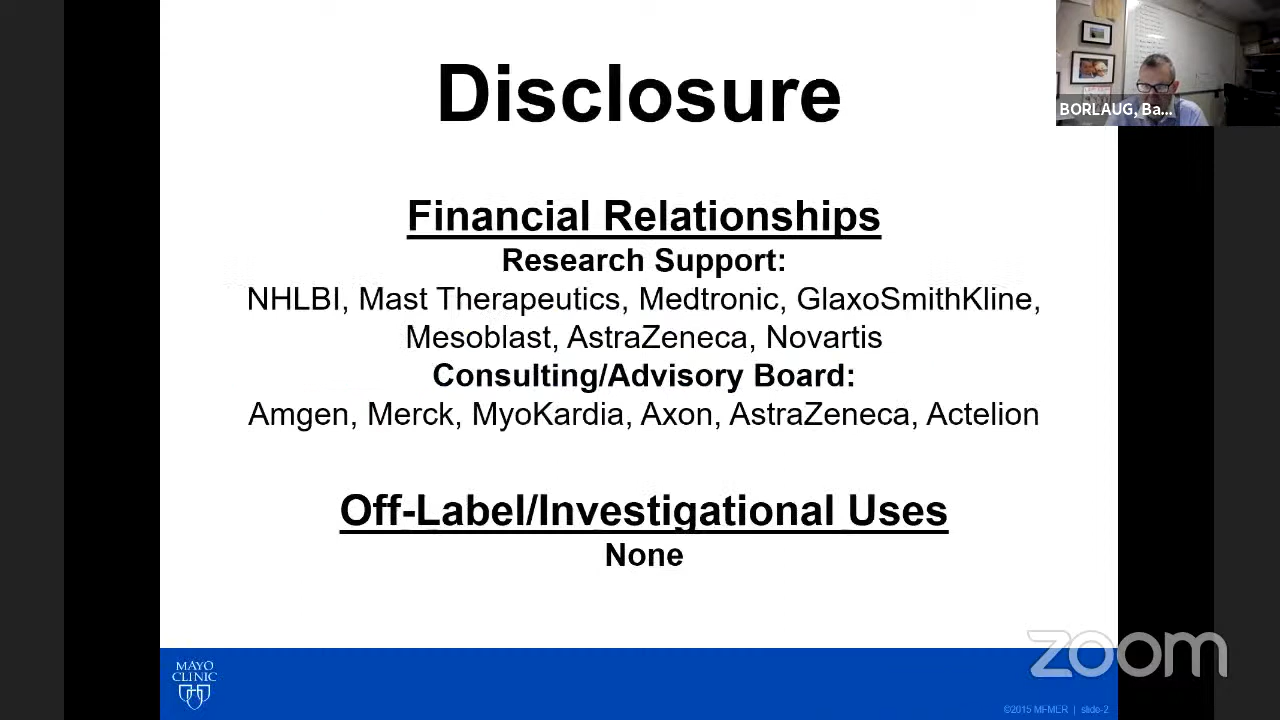 Disclosure
BORLAUG, Ba...
Financial Relationships
Research Support:
NHLBI, Mast Therapeutics, Medtronic, GlaxoSmithKline,
Mesoblast, AstraZeneca, Novartis
Consulting/Advisory Board:
Amgen, Merck, MyoKardia, Axon, AstraZeneca, Actelion
Off-Label/Investigational Uses
None
zoom
MAYO
CLINIC
©2015 MFMER | slide-2